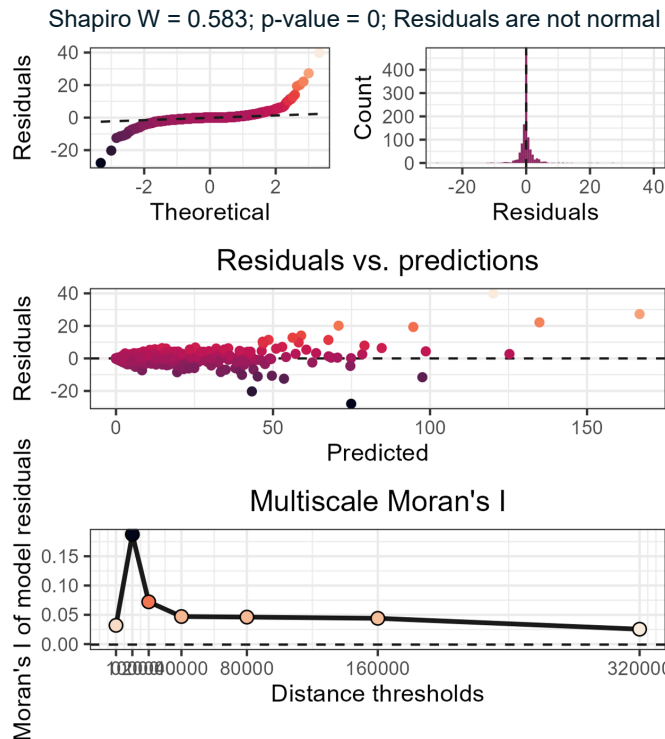 Shapiro W = 0.583; p-value = 0; Residuals are not normal
Residuals
40
20
0
-20
-2
0
2
Theoretical
Count
400
300
200
100
0
-20
0
20
40
Residuals
Residuals vs. predictions
Residuals
40
20
0
-20
0
50
100
150
Predicted
Multiscale Moran's I
Moran's I of model residuals
0.15
0.10
0.05
0.00
40000
80000
160000
320000
Distance thresholds